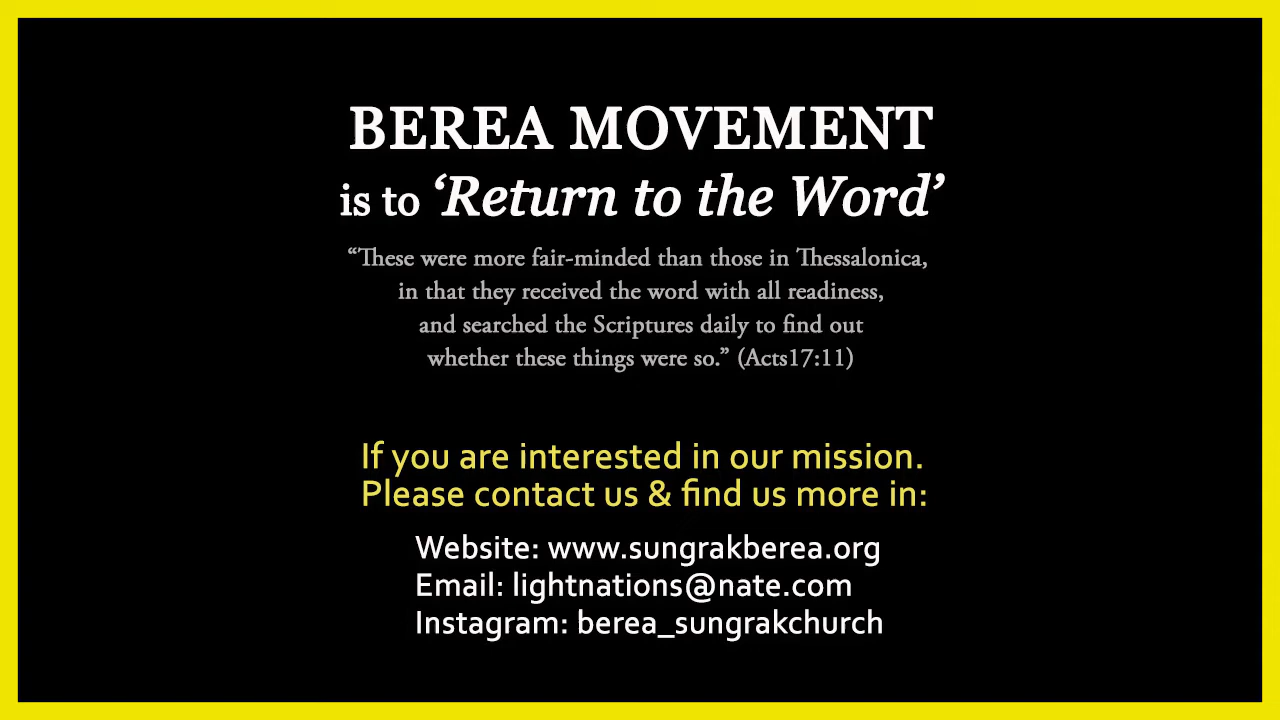 BEREA MOVEMENT
is to ‘Return to the Word’
“These were more fair-minded than those in Thessalonica,
in that they received the word with all readiness,
and searched the Scriptures daily to find out
whether these things were so.” (Acts17:11)
If you are interested in our mission.
Please contact us & find us more in:
Website: www.sungrakberea.org
Email: lightnations@nate.com
Instagram: berea_sungrakchurch